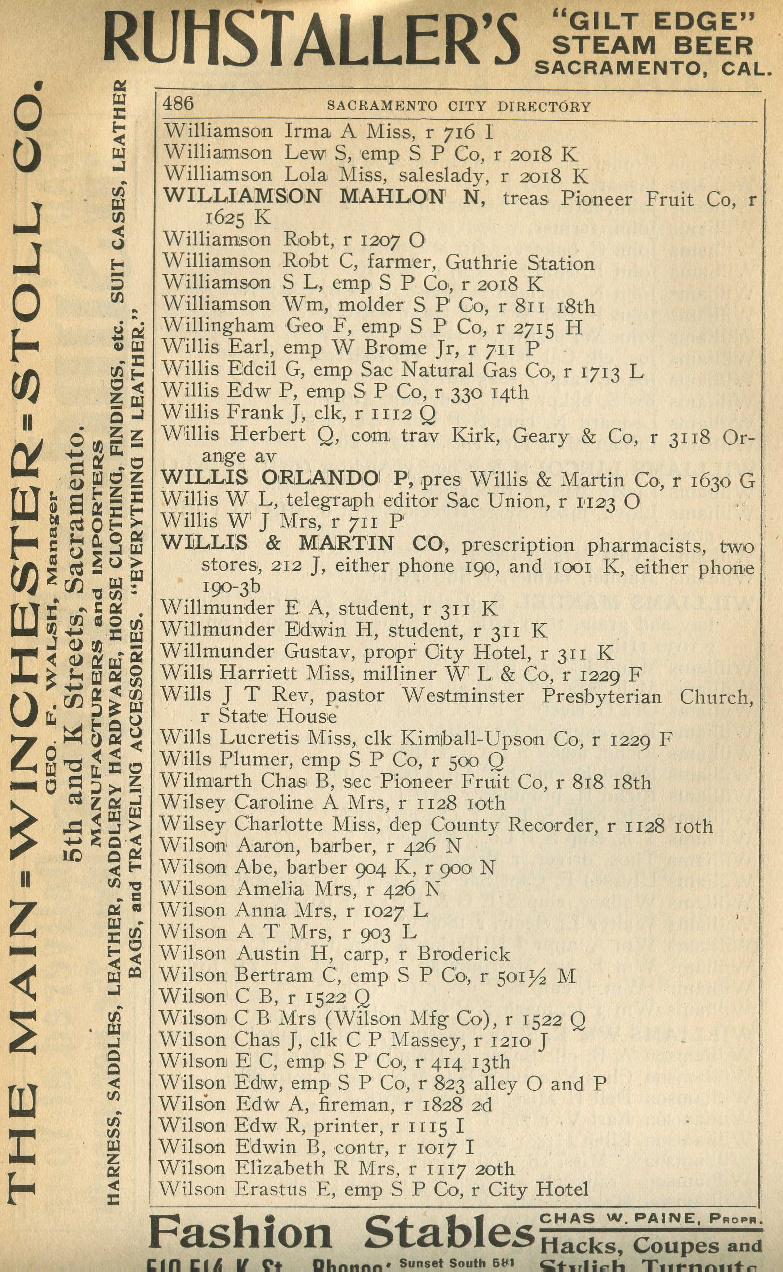 RUHSTALLER'S
"GILT EDGE"
STEAM BEER
SACRAMENTO, CAL.
THE MAIN=WINCHESTER=STOLL CO.
GEO. F. WALSH, Manager
5th and K Streets, Sacramento.
MANUFACTURERS and IMPORTERS
HARNESS, SADDLES, LEATHER, SADDLERY HARDWARE, HORSE CLOTHING, FINDINGS, etc. SUIT CASES, LEATHER
BAGS, and TRAVELING ACCESSORIES. "EVERYTHING IN LEATHER."
486 SACRAMENTO CITY DIRECTORY
Williamson Irma A Miss, r 716 I
Williamson Lew S, emp S P Co, r 2018 K
Williamson Lola Miss, saleslady, r 2018 K
WILLIAMSON MAHLON N, treas Pioneer Fruit Co, r
1625 K
Williamson Robt, r 1207 O
Williamson Robt C, farmer, Guthrie Station
Williamson S L, emp S P Co, r 2018 K
Williamson Wm, molder S P Co, r 811 18th
Willingham Geo F, emp S P Co, r 2715 H
Willis Earl, emp W Brome Jr, r 711 P
Willis Edcil G, emp Sac Natural Gas Co, r 1713 L
Willis Edw P, emp S P Co, r 330 14th
Willis Frank J, clk, r 1112 Q
Willis Herbert Q, com trav Kirk, Geary & Co, r 3118 Or-
ange av
WILLIS ORLANDO P, pres Willis & Martin Co, r 1630 G
Willis W L, telegraph editor Sac Union, r 1123 O
Willis W J Mrs, r 711 P
WILLIS & MARTIN CO, prescription pharmacists, two
stores, 212 J, either phone 190, and 1001 K, either phone
190-3b
Willmunder E A, student, r 311 K
Willmunder Edwin H, student, r 311 K
Willmunder Gustav, propr City Hotel, r 311 K
Wills Harriett Miss, milliner W L & Co, r 1229 F
Wills J T Rev, pastor Westminster Presbyterian Church,
r State House
Wills Lucretis Miss, clk Kimball-Upson Co, r 1229 F
Wills Plumer, emp S P Co, r 500 Q
Wilmarth Chas B, sec Pioneer Fruit Co, r 818 18th
Wilsey Caroline A Mrs, r 1128 10th
Wilsey Charlotte Miss, dep County Recorder, r 1128 10th
Wilson Aaron, barber, r 426 N
Wilson Abe, barber 904 K, r 900 N
Wilson Amelia Mrs, r 426 N
Wilson Anna Mrs, r 1027 L
Wilson A T Mrs, r 903 L
Wilson Austin H, carp, r Broderick
Wilson Bertram C, emp S P Co, r 501½ M
Wilson C B, r 1522 Q
Wilson C B Mrs (Wilson Mfg Co), r 1522 Q
Wilson Chas J, clk C P Massey, r 1210 J
Wilson E C, emp S P Co, r 414 13th
Wilson Edw, emp S P Co, r 823 alley O and P
Wilson Edw A, fireman, r 1828 2d
Wilson Edw R, printer, r 1115 I
Wilson Edwin B, contr, r 1017 I
Wilson Elizabeth R Mrs, r 1117 20th
Wilson Erastus E, emp S P Co, r City Hotel
Fashion Stables
CHAS W. PAINE, PROPR.
Hacks, Coupes and
510 514 K St. Phones: Sunset South 681
Stylish Turnouts